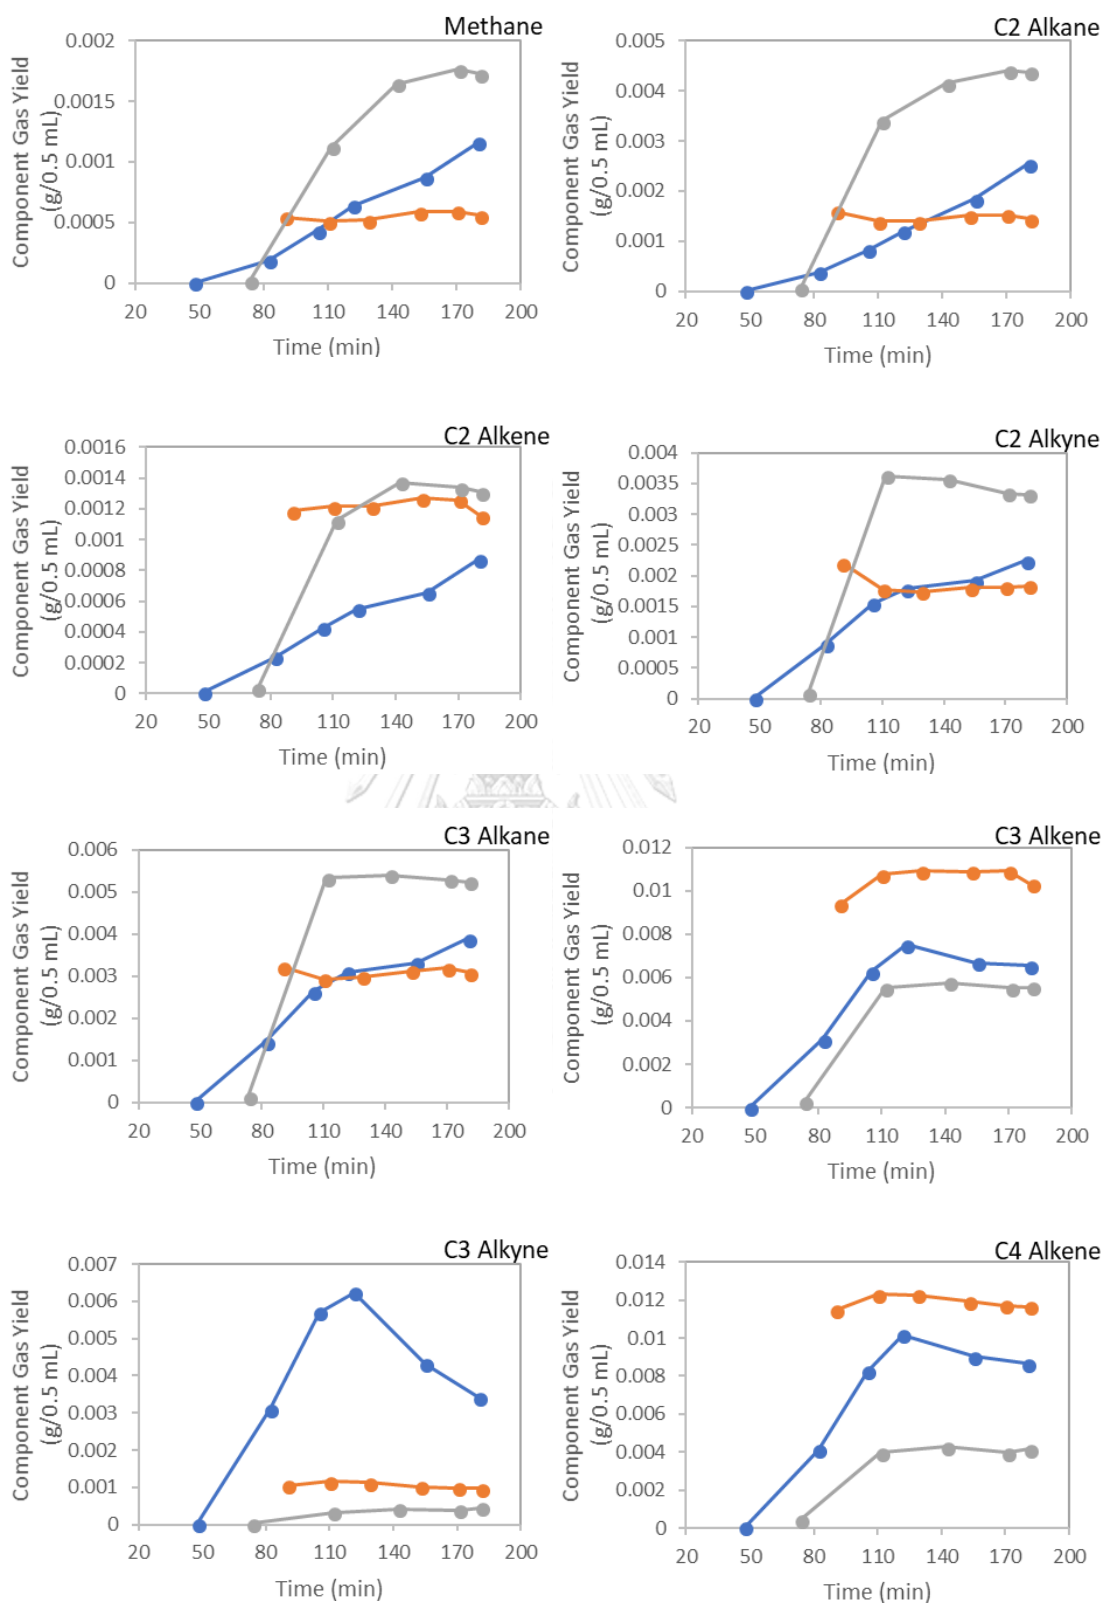 Methane
Component Gas Yield
(g/0.5 mL)
0.002
0.0015
0.001
0.0005
0
20 50 80 110 140 170 200
Time (min)
C2 Alkane
Component Gas Yield
(g/0.5 mL)
0.005
0.004
0.003
0.002
0.001
0
20 50 80 110 140 170 200
Time (min)
C2 Alkene
Component Gas Yield
(g/0.5 mL)
0.0016
0.0014
0.0012
0.001
0.0008
0.0006
0.0004
0.0002
0
20 50 80 110 140 170 200
Time (min)
C2 Alkyne
Component Gas Yield
(g/0.5 mL)
0.004
0.0035
0.003
0.0025
0.002
0.0015
0.001
0.0005
0
20 50 80 110 140 170 200
Time (min)
C3 Alkane
Component Gas Yield
(g/0.5 mL)
0.006
0.005
0.004
0.003
0.002
0.001
0
20 50 80 110 140 170 200
Time (min)
C3 Alkene
Component Gas Yield
(g/0.5 mL)
0.012
0.01
0.008
0.006
0.004
0.002
0
20 50 80 110 140 170 200
Time (min)
C3 Alkyne
Component Gas Yield
(g/0.5 mL)
0.007
0.006
0.005
0.004
0.003
0.002
0.001
0
20 50 80 110 140 170 200
Time (min)
C4 Alkene
Component Gas Yield
(g/0.5 mL)
0.014
0.012
0.01
0.008
0.006
0.004
0.002
0
20 50 80 110 140 170 200
Time (min)